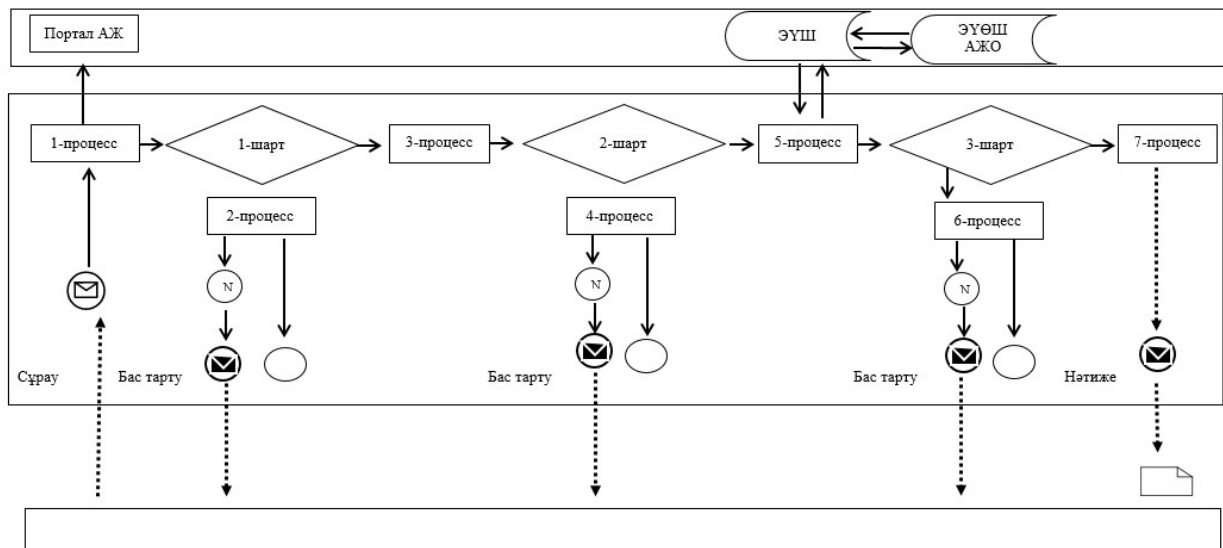 Портал АЖ
ЭҮШ
ЭҮӨШ
АЖО
1-процесс
1-шарт
3-процесс
2-шарт
5-процесс
3-шарт
7-процесс
2-процесс
4-процесс
6-процесс
N
N
N
Сұрау
Бас тарту
Бас тарту
Бас тарту
Нәтиже